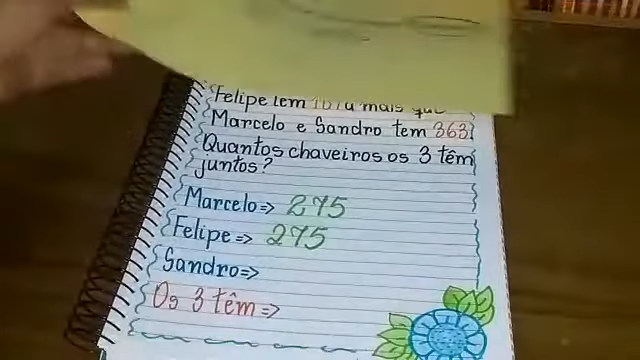 Felipe tem mais que
Marcelo e Sandro tem 363.
Quantos chaveiros os 3 têm
juntos?
Marcelo=> 275
Felipe=> 275
Sandro=>
Os 3 têm=>